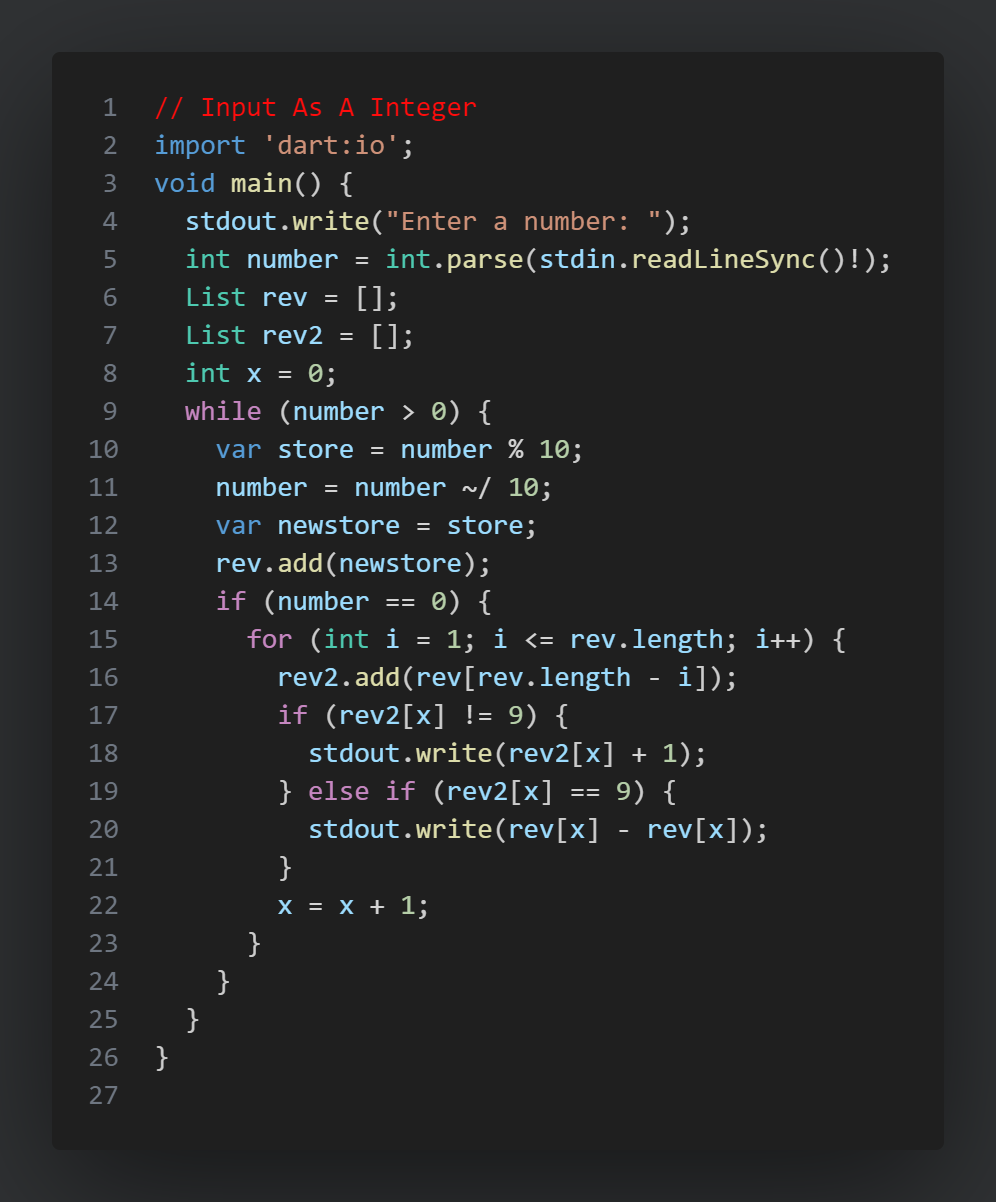 1 // Input As A Integer
2 import 'dart:io';
3 void main() {
4   stdout.write("Enter a number: ");
5   int number = int.parse(stdin.readLineSync()!);
6   List rev = [];
7   List rev2 = [];
8   int x = 0;
9   while (number > 0) {
10     var store = number % 10;
11     number = number ~/ 10;
12     var newstore = store;
13     rev.add(newstore);
14     if (number == 0) {
15       for (int i = 1; i <= rev.length; i++) {
16         rev2.add(rev[rev.length - i]);
17         if (rev2[x] != 9) {
18           stdout.write(rev2[x] + 1);
19         } else if (rev2[x] == 9) {
20           stdout.write(rev[x] - rev[x]);
21         }
22         x = x + 1;
23       }
24     }
25   }
26 }
27